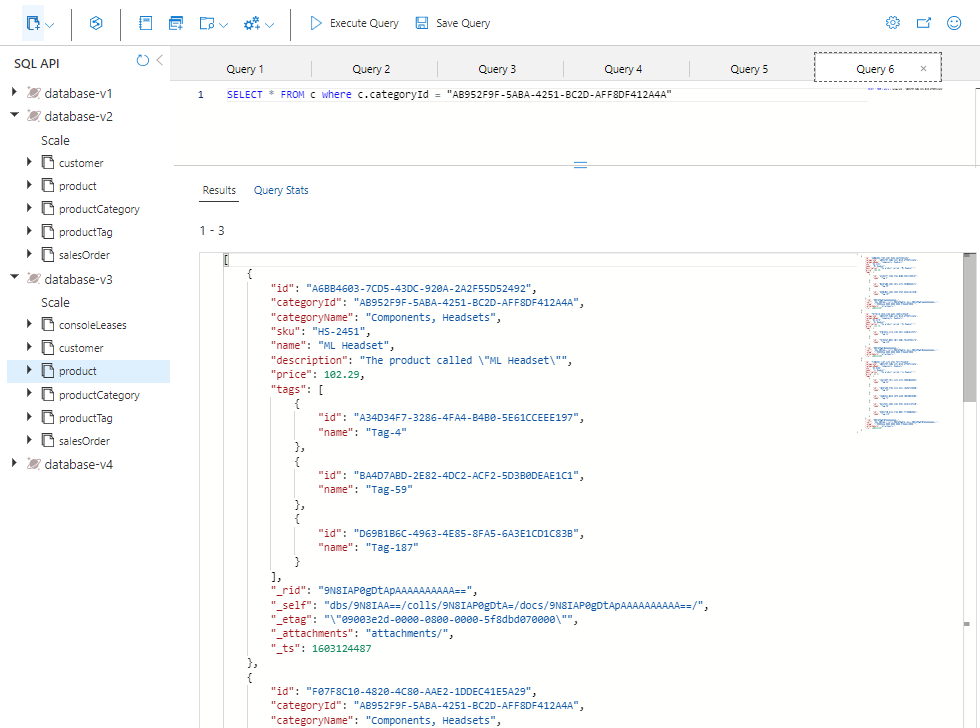 Execute Query
Save Query
SQL API
database-v1
database-v2
Scale
customer
product
productCategory
productTag
salesOrder
database-v3
Scale
consoleLeases
customer
product
productCategory
productTag
salesOrder
database-v4
Query 1
Query 2
Query 3
Query 4
Query 5
Query 6 ×
1 SELECT * FROM c where c.categoryId = "AB952F9F-5ABA-4251-BC2D-AFF8DF412A4A"
Results
Query Stats
1 - 3
[
{
"id": "A6BB4603-7CD5-43DC-920A-2A2F55D52492",
"categoryId": "AB952F9F-5ABA-4251-BC2D-AFF8DF412A4A",
"categoryName": "Components, Headsets",
"sku": "HS-2451",
"name": "ML Headset",
"description": "The product called \"ML Headset\"",
"price": 102.29,
"tags": [
{
"id": "A34D34F7-3286-4FA4-B4B0-5E61CCEEE197",
"name": "Tag-4"
},
{
"id": "BA4D7ABD-2E82-4DC2-ACF2-5D3B0DEAE1C1",
"name": "Tag-59"
},
{
"id": "D69B1B6C-4963-4E85-8FA5-6A3E1CD1C83B",
"name": "Tag-187"
}
],
"_rid": "9N8IAP0gDtApAAAAAAAAAA==",
"_self": "dbs/9N8IAA==/colls/9N8IAP0gDtA=/docs/9N8IAP0gDtApAAAAAAAAAA==/",
"_etag": "\"09003e2d-0000-0800-0000-5f8dbd070000\"",
"_attachments": "attachments/",
"_ts": 1603124487
},
{
"id": "F07F8C10-4820-4C80-AAE2-1DDEC41E5A29",
"categoryId": "AB952F9F-5ABA-4251-BC2D-AFF8DF412A4A",
"categoryName": "Components, Headsets",